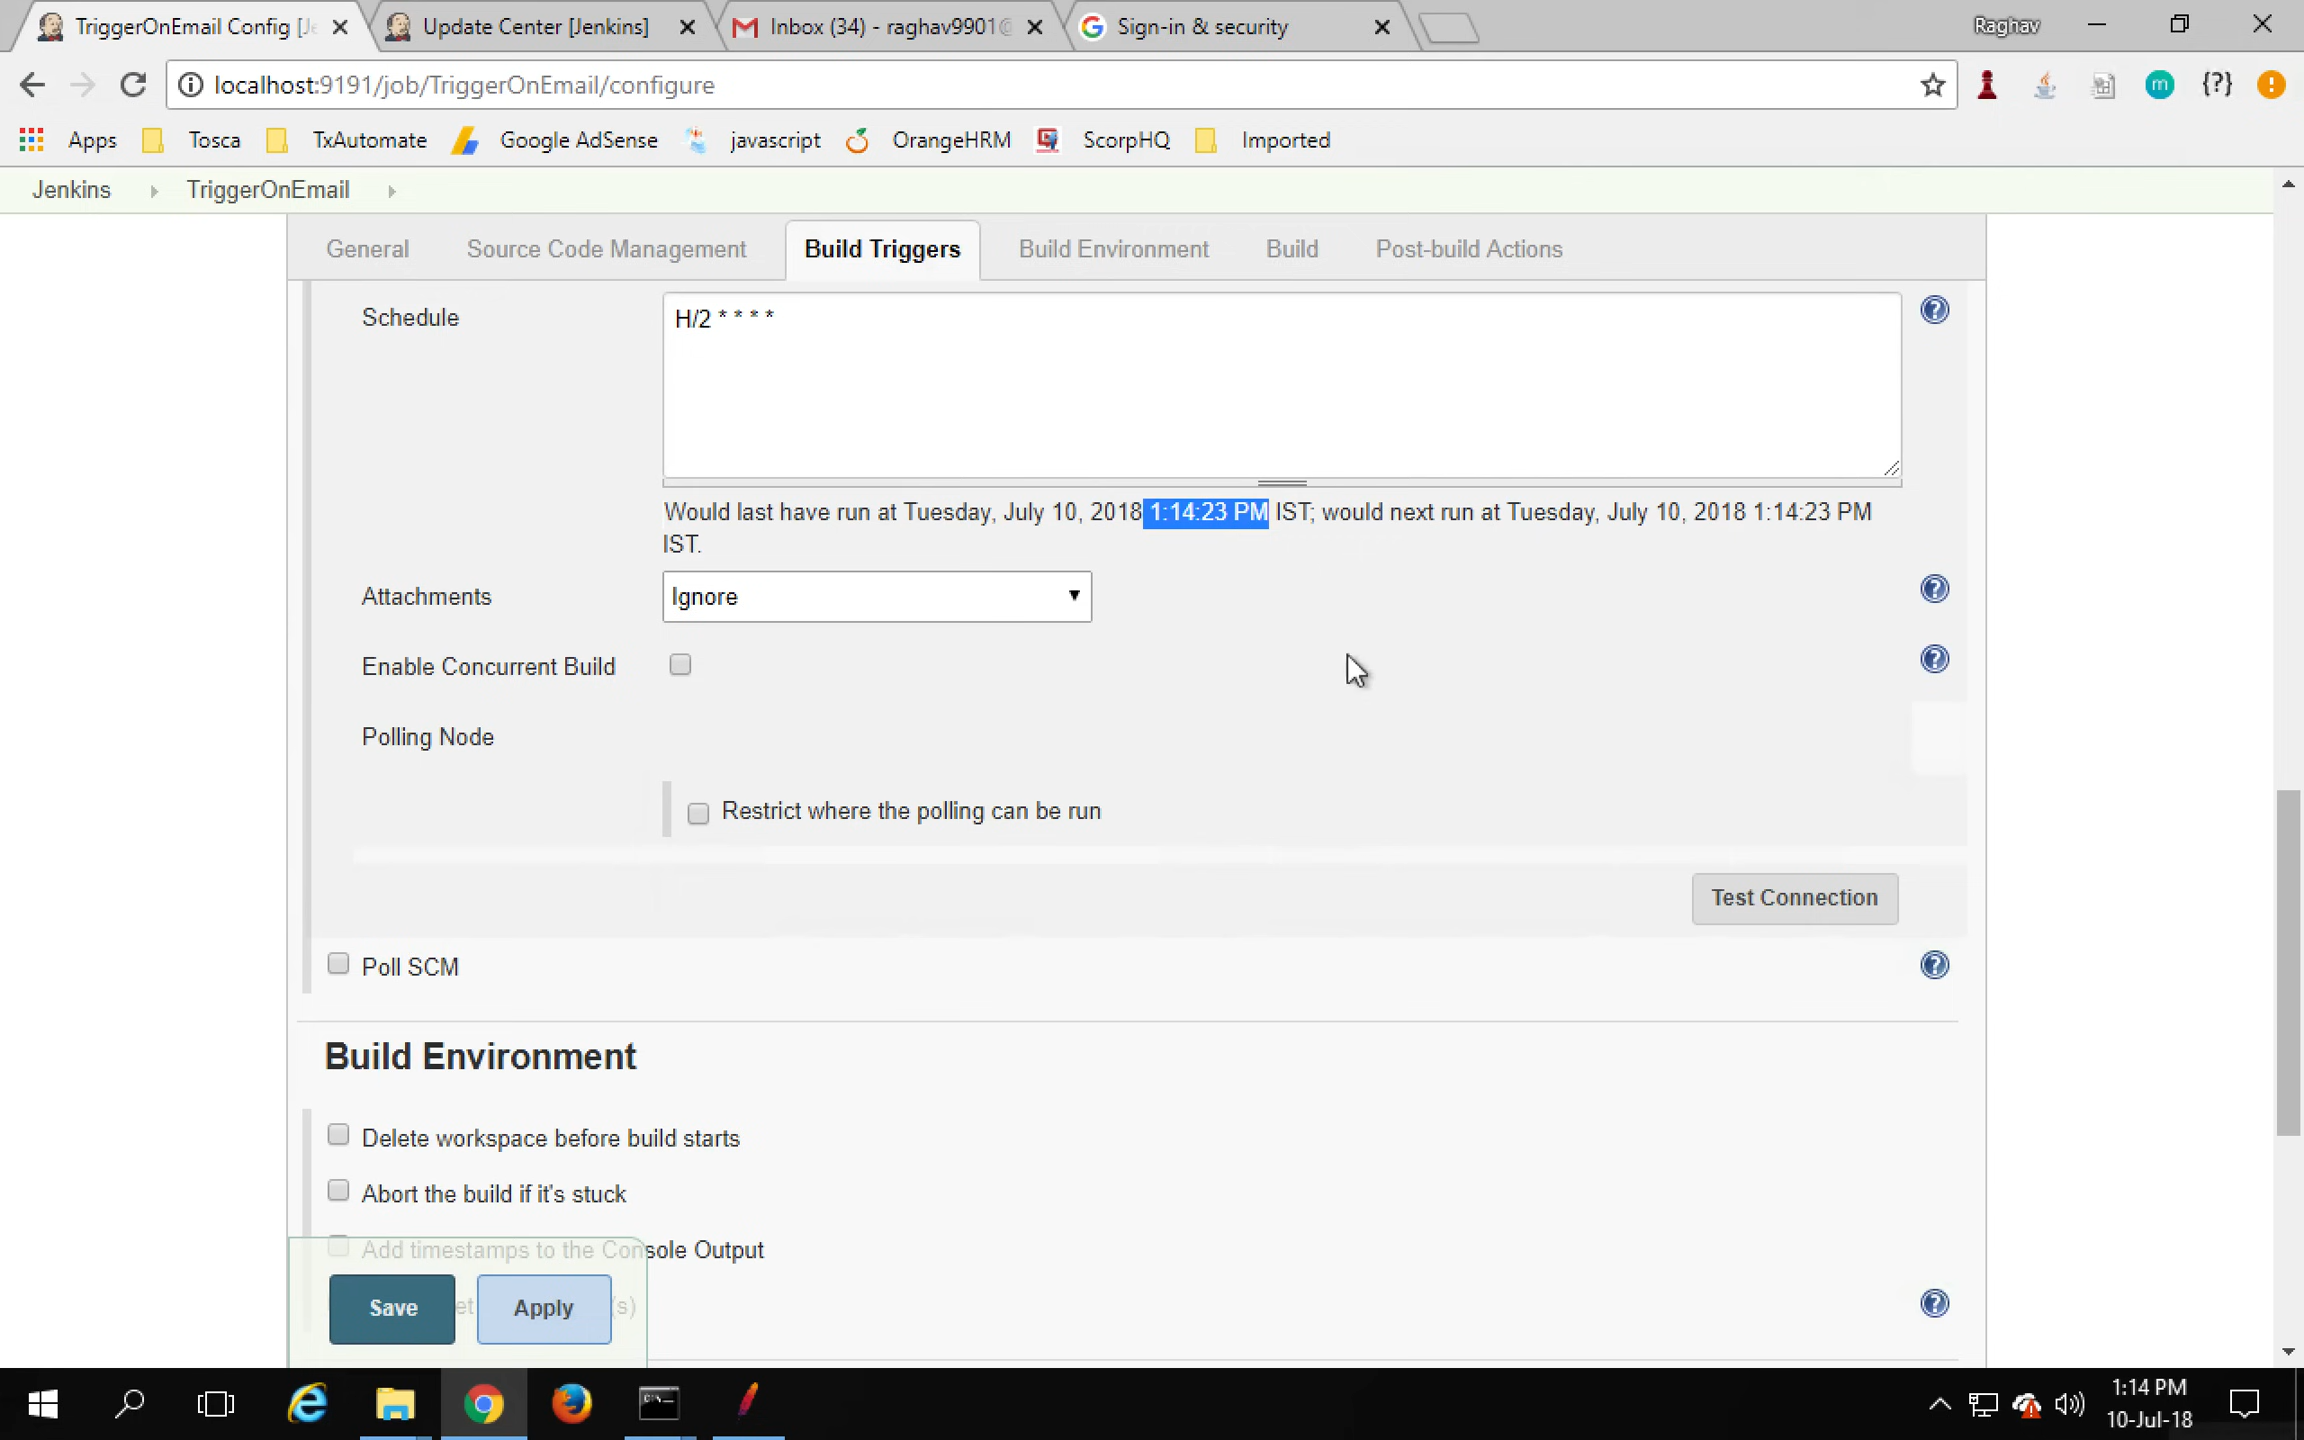 TriggerOnEmail Config [Je
Update Center [Jenkins]
Inbox (34) - raghav9901@
Sign-in & security
Raghav
localhost:9191/job/TriggerOnEmail/configure
m
{?}
Apps
Tosca
TxAutomate
Google AdSense
javascript
OrangeHRM
ScorpHQ
Imported
Jenkins
TriggerOnEmail
General
Source Code Management
Build Triggers
Build Environment
Build
Post-build Actions
Schedule
H/2 * * * *
Would last have run at Tuesday, July 10, 2018 1:14:23 PM IST; would next run at Tuesday, July 10, 2018 1:14:23 PM
IST.
Attachments
Ignore
Enable Concurrent Build
Polling Node
Restrict where the polling can be run
Test Connection
Poll SCM
Build Environment
Delete workspace before build starts
Abort the build if it's stuck
Add timestamps to the Console Output
Save
et
Apply
(s)
1:14 PM
10-Jul-18